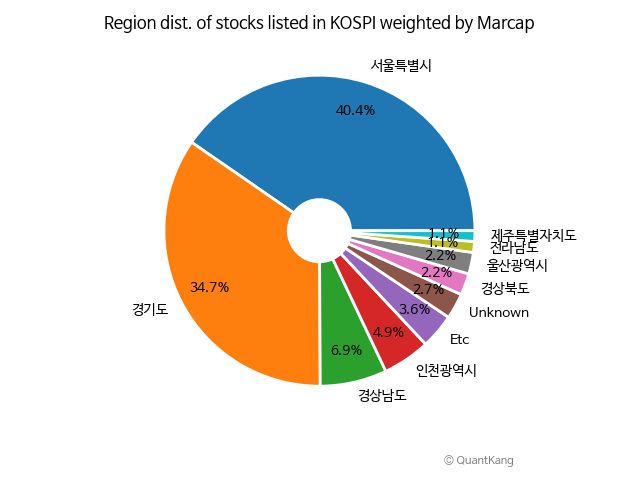 Region dist. of stocks listed in KOSPI weighted by Marcap
서울특별시
40.4%
경기도
34.7%
경상남도
6.9%
인천광역시
4.9%
Etc
3.6%
Unknown
2.7%
경상북도
2.2%
울산광역시
2.2%
전라남도
1.1%
제주특별자치도
1.1%
© QuantKang